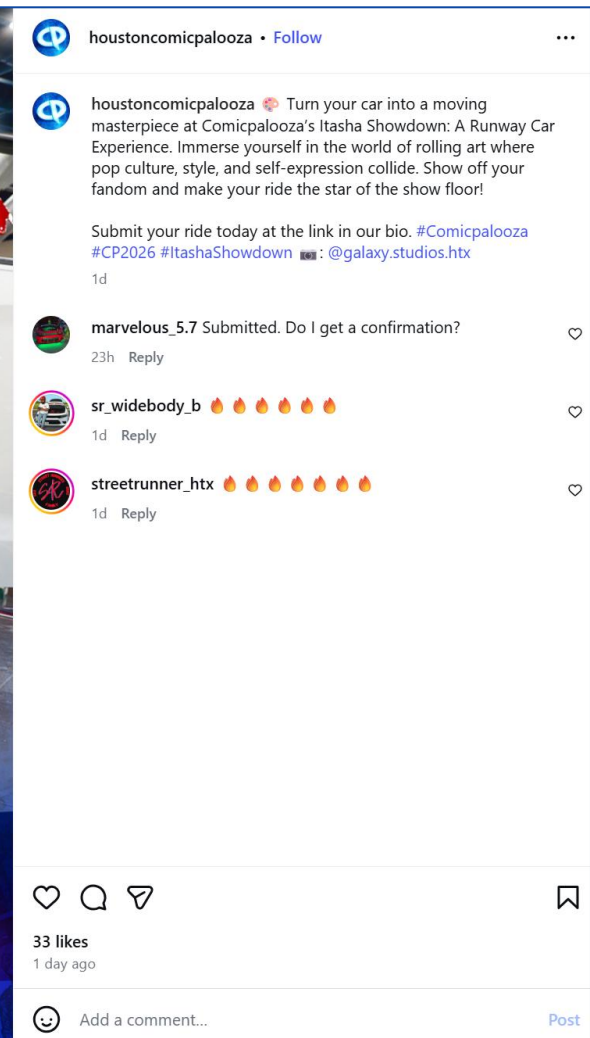 houstoncomicpalooza • Follow
houstoncomicpalooza 🎨 Turn your car into a moving
masterpiece at Comicpalooza’s Itasha Showdown: A Runway Car
Experience. Immerse yourself in the world of rolling art where
pop culture, style, and self-expression collide. Show off your
fandom and make your ride the star of the show floor!
Submit your ride today at the link in our bio. #Comicpalooza
#CP2026 #ItashaShowdown 📷: @galaxy.studios.htx
1d
marvelous_5.7 Submitted. Do I get a confirmation?
23h Reply
sr_widebody_b 🔥🔥🔥🔥🔥🔥
1d Reply
streetrunner_htx 🔥🔥🔥🔥🔥🔥🔥
1d Reply
33 likes
1 day ago
Add a comment...
Post